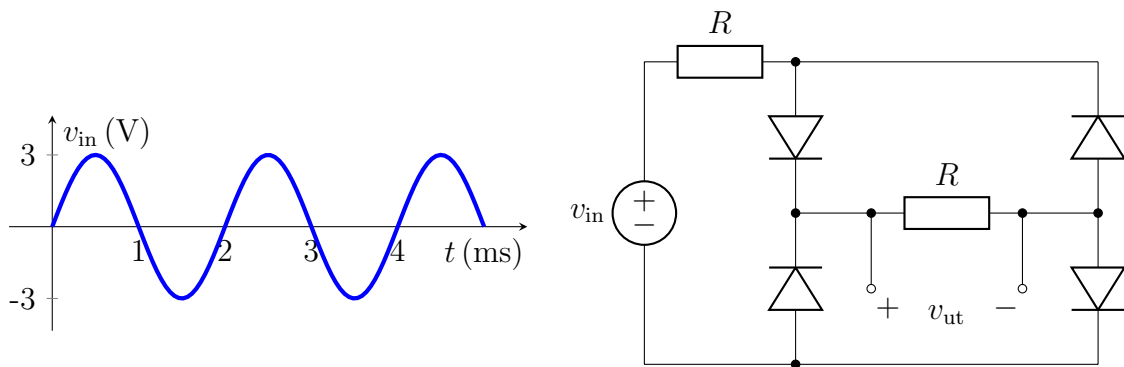 v_in (V)
3
-3
1 2 3 4 t (ms)
R
R
v_in
+
−
+ v_ut −